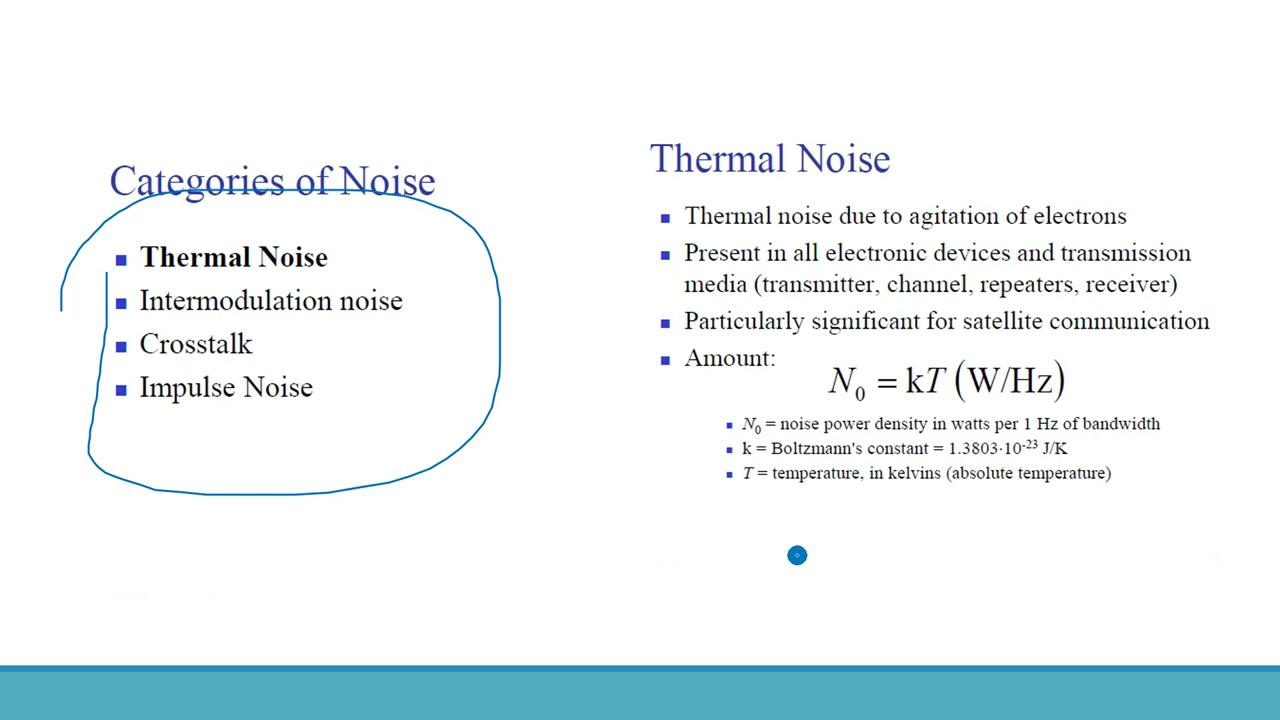 Categories of Noise
■ Thermal Noise
■ Intermodulation noise
■ Crosstalk
■ Impulse Noise
Thermal Noise
■ Thermal noise due to agitation of electrons
■ Present in all electronic devices and transmission
media (transmitter, channel, repeaters, receiver)
■ Particularly significant for satellite communication
■ Amount:
N₀ = kT (W/Hz)
■ N₀ = noise power density in watts per 1 Hz of bandwidth
■ k = Boltzmann's constant = 1.3803·10⁻²³ J/K
■ T = temperature, in kelvins (absolute temperature)